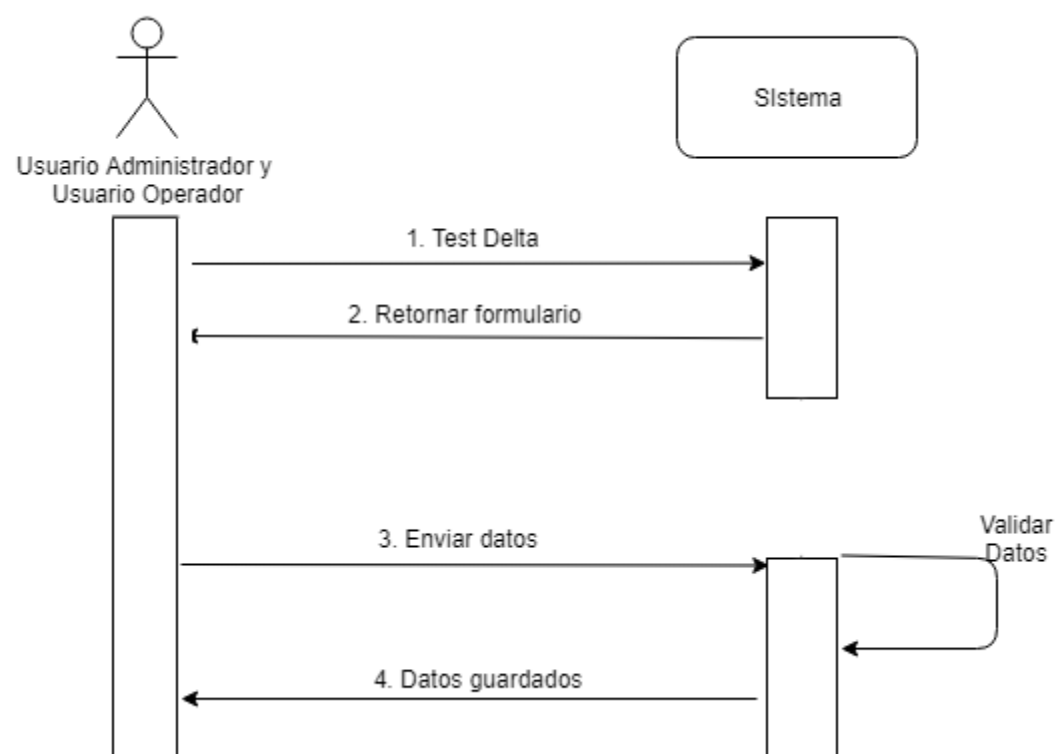 SIstema
Usuario Administrador y
Usuario Operador
1. Test Delta
2. Retornar formulario
3. Enviar datos
Validar
Datos
4. Datos guardados